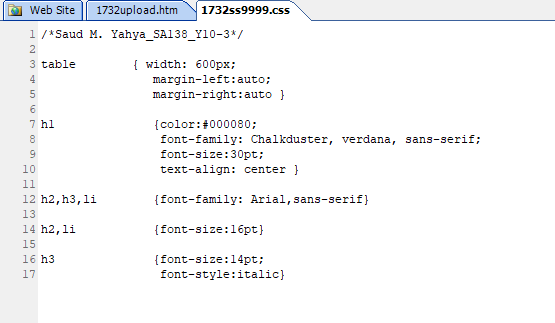 Web Site 1732upload.htm 1732ss9999.css
1 /*Saud M. Yahya_SA138_Y10-3*/
2
3 table { width: 600px;
4 margin-left:auto;
5 margin-right:auto }
6
7 h1 {color:#000080;
8 font-family: Chalkduster, verdana, sans-serif;
9 font-size:30pt;
10 text-align: center }
11
12 h2,h3,li {font-family: Arial,sans-serif}
13
14 h2,li {font-size:16pt}
15
16 h3 {font-size:14pt;
17 font-style:italic}